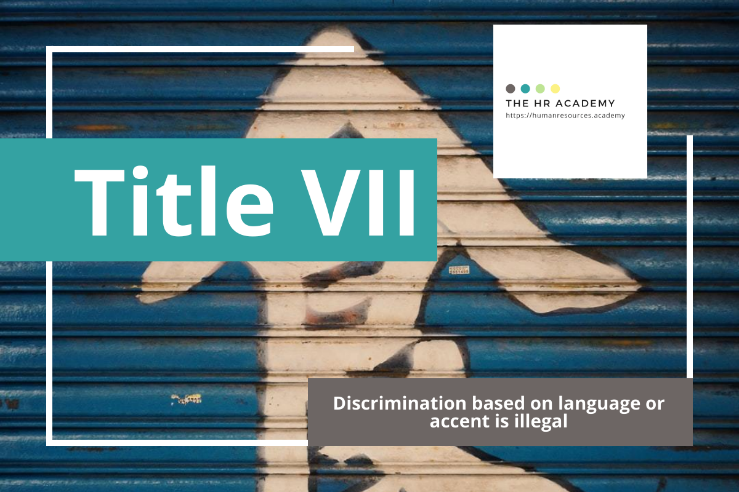 THE HR ACADEMY
https://humanresources.academy
Title VII
Discrimination based on language or
accent is illegal